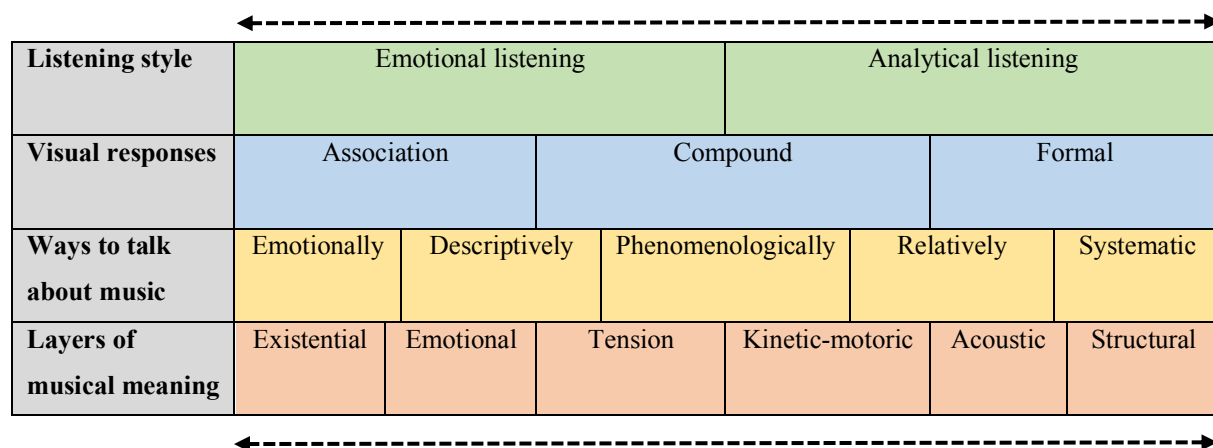 Listening style Emotional listening Analytical listening
Visual responses Association Compound Formal
Ways to talk about music Emotionally Descriptively Phenomenologically Relatively Systematic
Layers of musical meaning Existential Emotional Tension Kinetic-motoric Acoustic Structural